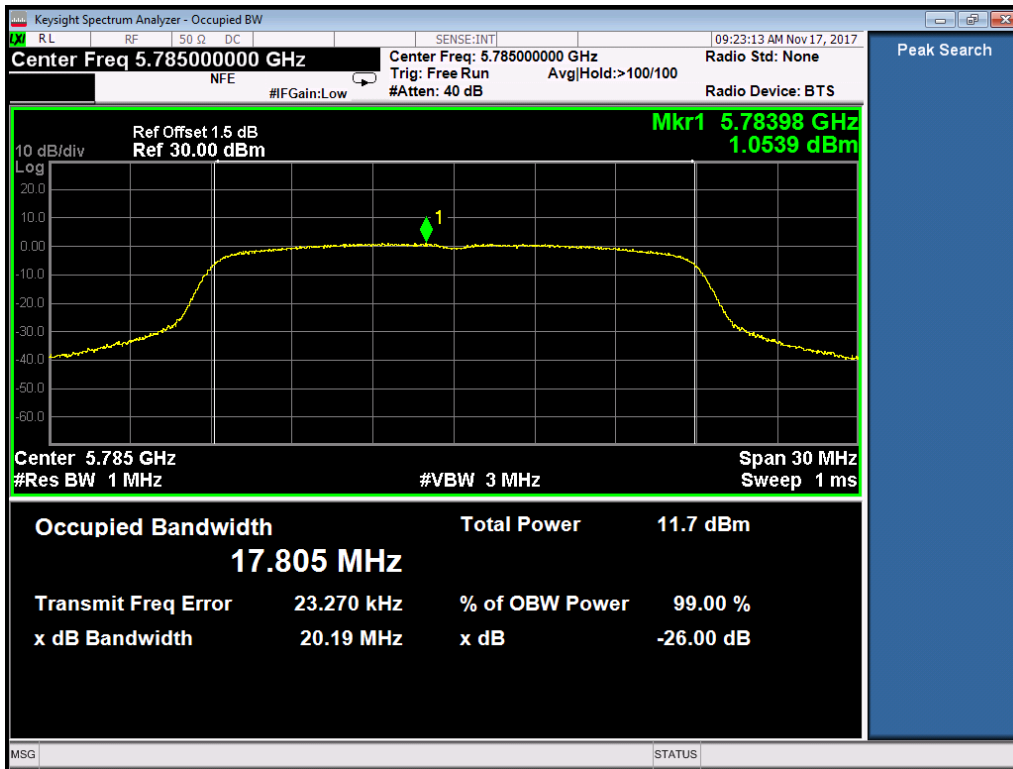 Keysight Spectrum Analyzer - Occupied BW
LXI RL RF 50 Ω DC SENSE:INT 09:23:13 AM Nov 17, 2017
Center Freq 5.785000000 GHz Center Freq: 5.785000000 GHz Radio Std: None
NFE Trig: Free Run Avg|Hold:>100/100
#IFGain:Low #Atten: 40 dB Radio Device: BTS
Peak Search
Ref Offset 1.5 dB Mkr1 5.78398 GHz
10 dB/div Ref 30.00 dBm 1.0539 dBm
Log
20.0
10.0
1
0.00
-10.0
-20.0
-30.0
-40.0
-50.0
-60.0
Center 5.785 GHz Span 30 MHz
#Res BW 1 MHz #VBW 3 MHz Sweep 1 ms
Occupied Bandwidth Total Power 11.7 dBm
17.805 MHz
Transmit Freq Error 23.270 kHz % of OBW Power 99.00 %
x dB Bandwidth 20.19 MHz x dB -26.00 dB
MSG STATUS